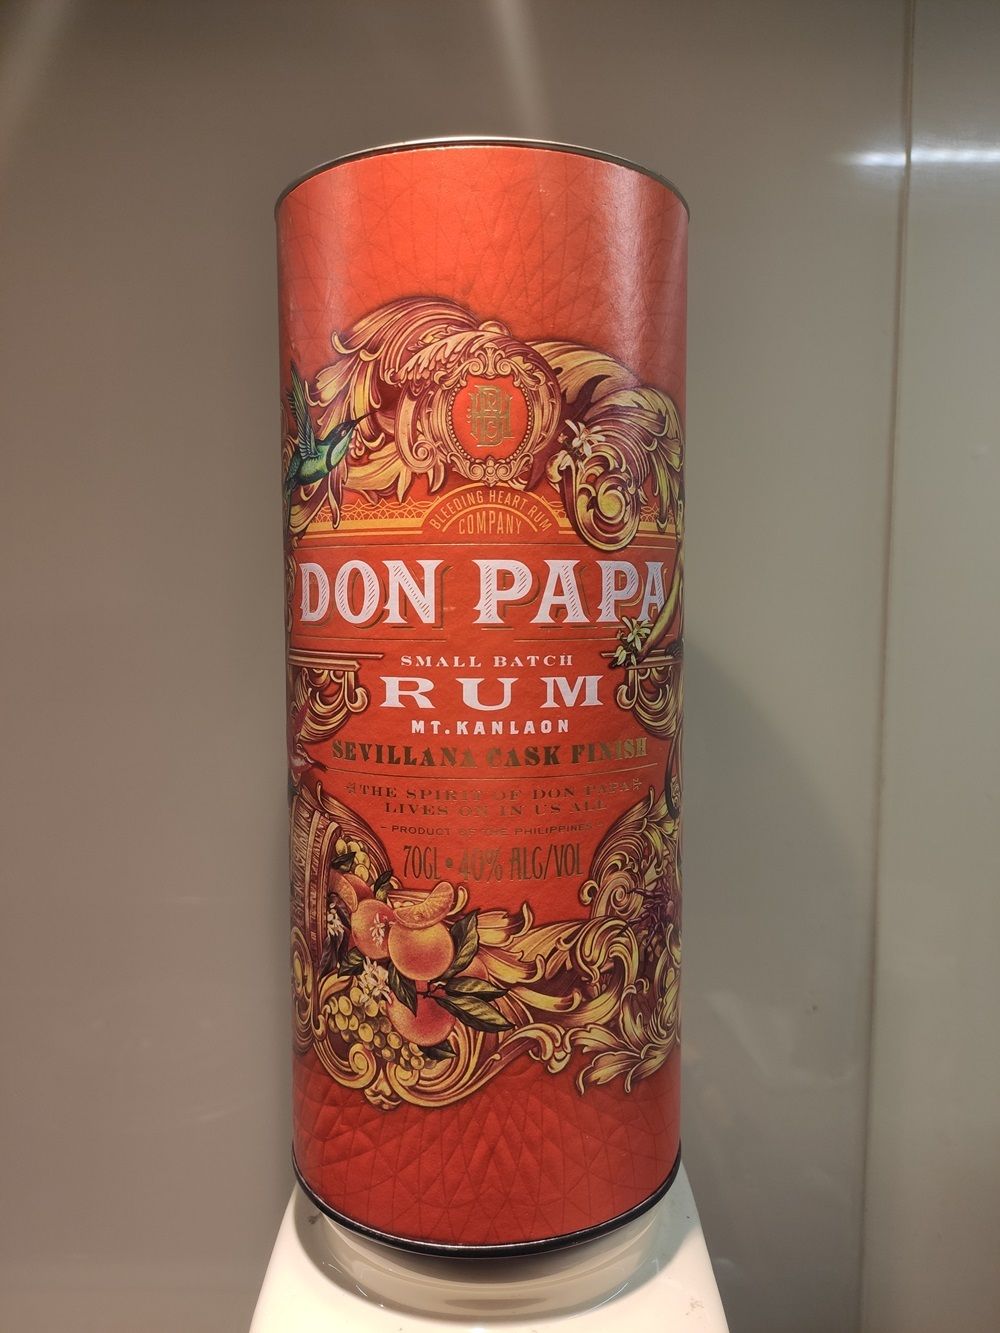 BLEEDING HEART RUM
COMPANY
DON PAPA
SMALL BATCH
RUM
MT.KANLAON
SEVILLANA CASK FINISH
THE SPIRIT OF DON PAPA
LIVES ON IN US ALL
- PRODUCT OF THE PHILIPPINES -
70CL • 40% ALC/VOL